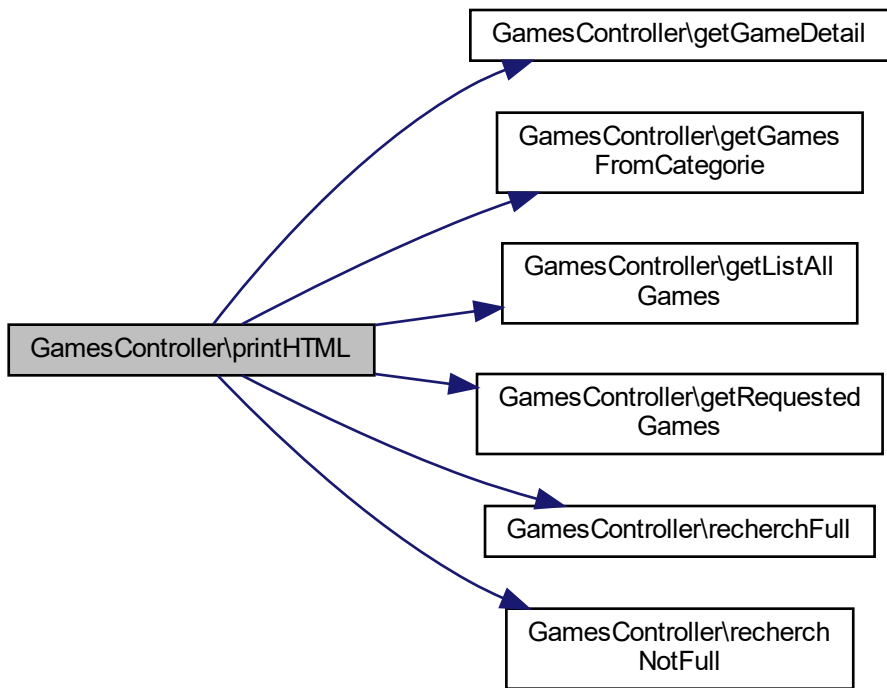 GamesController\getGameDetail
GamesController\getGames
FromCategorie
GamesController\getListAll
Games
GamesController\printHTML
GamesController\getRequested
Games
GamesController\recherchFull
GamesController\recherch
NotFull